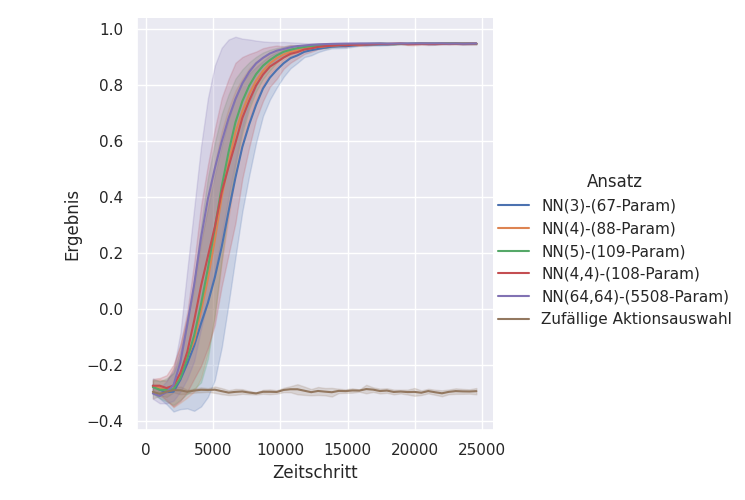 1.0
0.8
0.6
0.4
0.2
0.0
−0.2
−0.4
Ergebnis
0
5000
10000
15000
20000
25000
Zeitschritt
Ansatz
NN(3)-(67-Param)
NN(4)-(88-Param)
NN(5)-(109-Param)
NN(4,4)-(108-Param)
NN(64,64)-(5508-Param)
Zufällige Aktionsauswahl